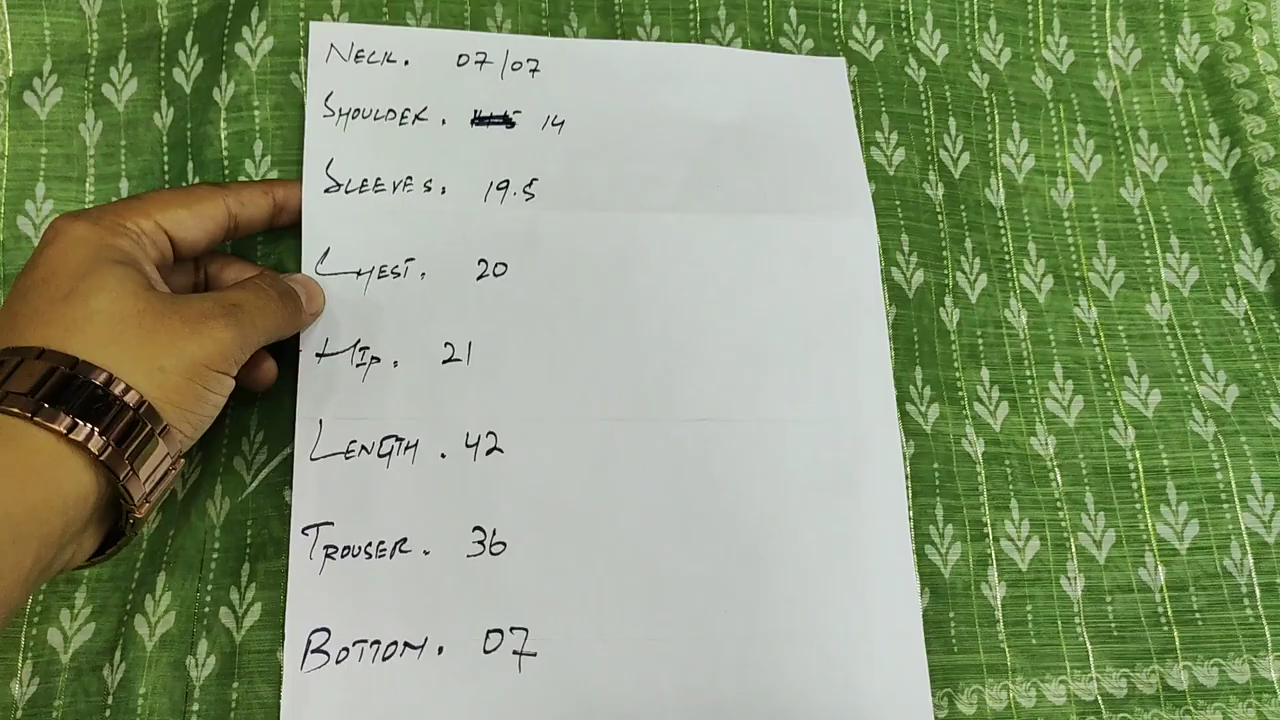 NECK. 07/07
SHOULDER. 14
SLEEVES. 19.5
CHEST. 20
HIP. 21
LENGTH. 42
TROUSER. 36
BOTTOM. 07